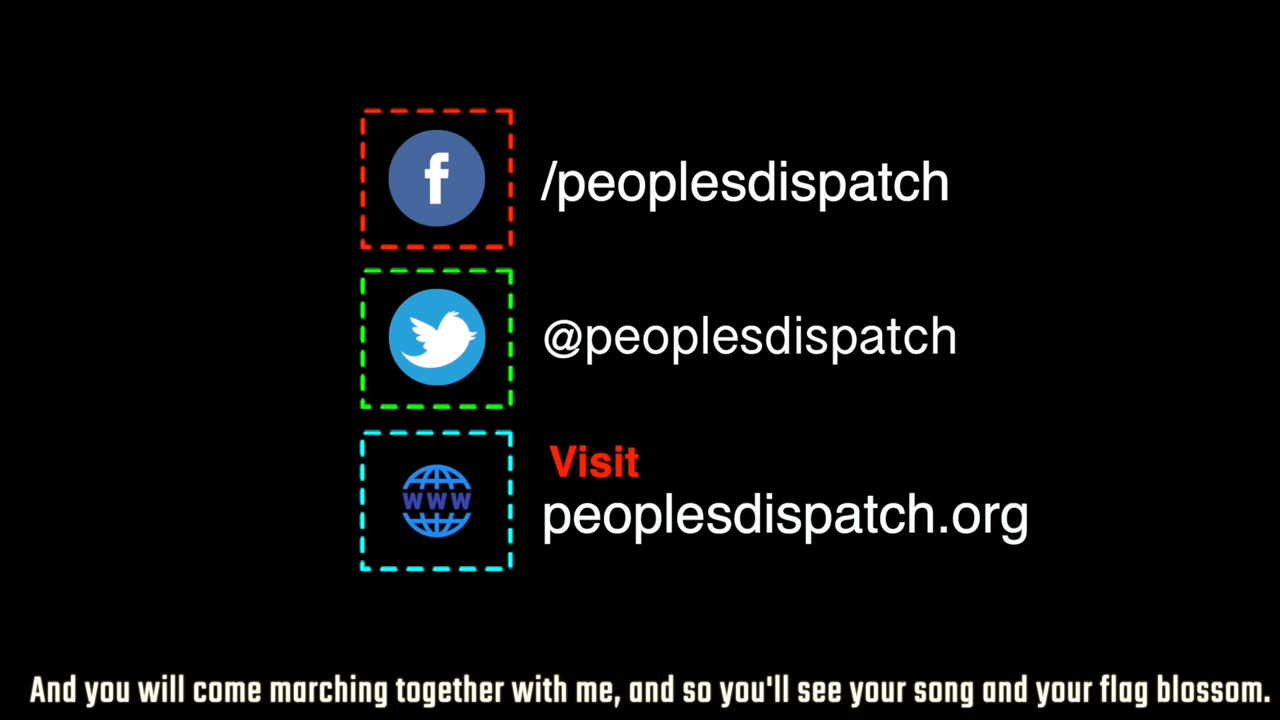 f
/peoplesdispatch
@peoplesdispatch
Visit
WWW
peoplesdispatch.org
And you will come marching together with me, and so you'll see your song and your flag blossom.